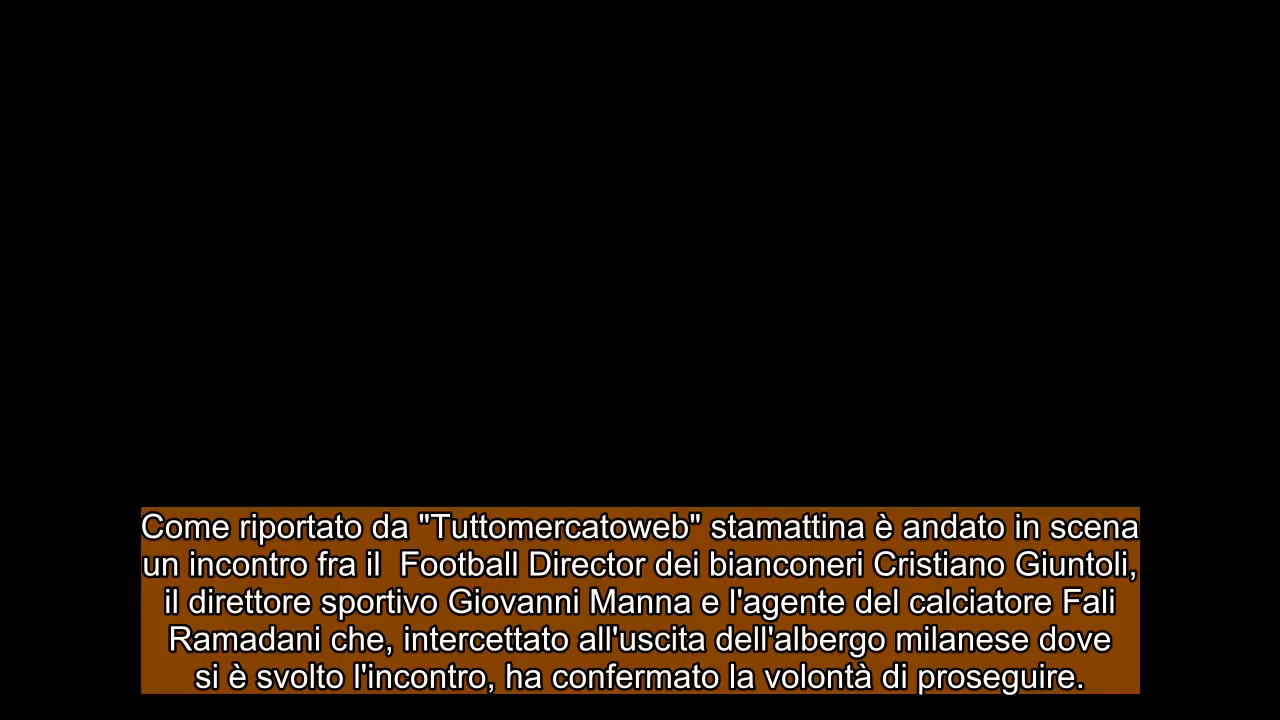 Come riportato da "Tuttomercatoweb" stamattina è andato in scena
un incontro fra il  Football Director dei bianconeri Cristiano Giuntoli,
il direttore sportivo Giovanni Manna e l'agente del calciatore Fali
Ramadani che, intercettato all'uscita dell'albergo milanese dove
si è svolto l'incontro, ha confermato la volontà di proseguire.